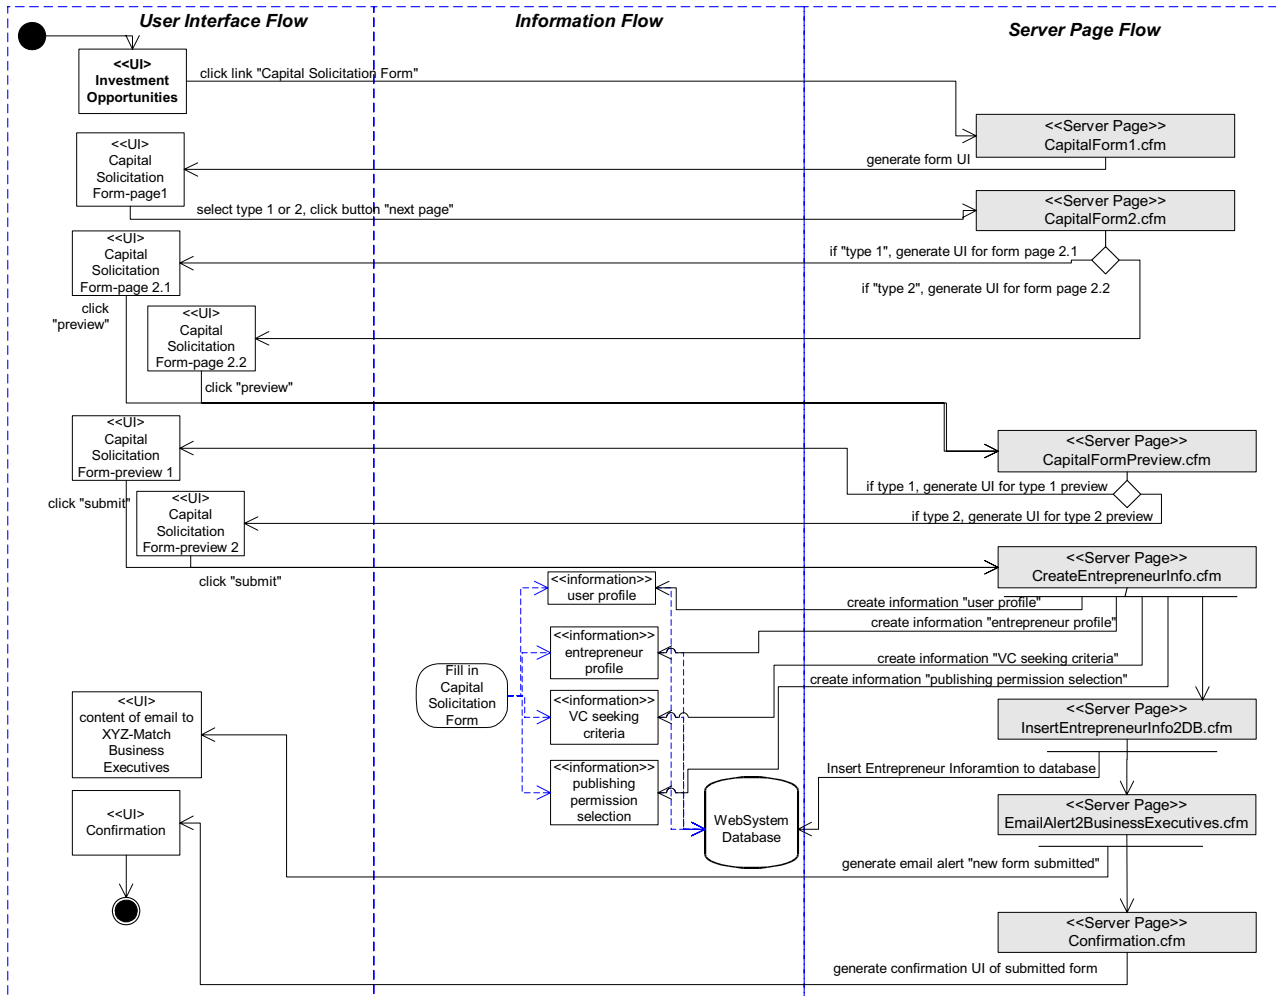 User Interface Flow
Information Flow
Server Page Flow
<<UI>
Investment
Opportunities
click link "Capital Solicitation Form"
<<Server Page>>
CapitalForm1.cfm
generate form UI
<<UI>
Capital
Solicitation
Form-page1
select type 1 or 2, click button "next page"
<<Server Page>>
CapitalForm2.cfm
<<UI>
Capital
Solicitation
Form-page 2.1
if "type 1", generate UI for form page 2.1
if "type 2", generate UI for form page 2.2
click
"preview"
<<UI>
Capital
Solicitation
Form-page 2.2
click "preview"
<<UI>
Capital
Solicitation
Form-preview 1
<<Server Page>>
CapitalFormPreview.cfm
if type 1, generate UI for type 1 preview
if type 2, generate UI for type 2 preview
click "submit"
<<UI>
Capital
Solicitation
Form-preview 2
click "submit"
<<Server Page>>
CreateEntrepreneurInfo.cfm
<<information>>
user profile
create information "user profile"
create information "entrepreneur profile"
<<information>>
entrepreneur
profile
create information "VC seeking criteria"
create information "publishing permission selection"
Fill in
Capital
Solicitation
Form
<<information>>
VC seeking
criteria
<<UI>
content of email to
XYZ-Match
Business
Executives
<<Server Page>>
InsertEntrepreneurInfo2DB.cfm
<<information>>
publishing
permission
selection
Insert Entrepreneur Inforamtion to database
WebSystem
Database
<<UI>
Confirmation
<<Server Page>>
EmailAlert2BusinessExecutives.cfm
generate email alert "new form submitted"
<<Server Page>>
Confirmation.cfm
generate confirmation UI of submitted form